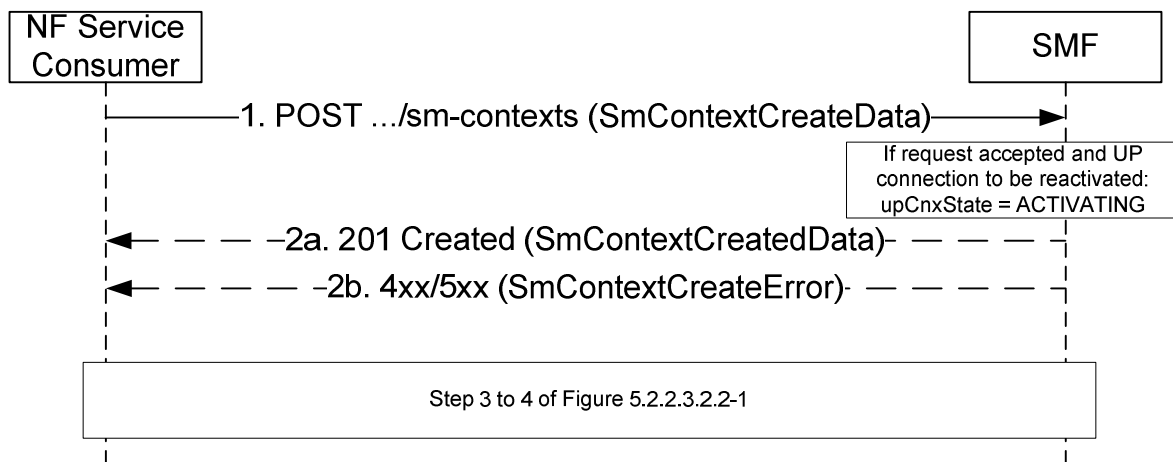 NF Service
Consumer
SMF
1. POST .../sm-contexts (SmContextCreateData)
If request accepted and UP
connection to be reactivated:
upCnxState = ACTIVATING
2a. 201 Created (SmContextCreatedData)
2b. 4xx/5xx (SmContextCreateError)
Step 3 to 4 of Figure 5.2.2.3.2.2-1